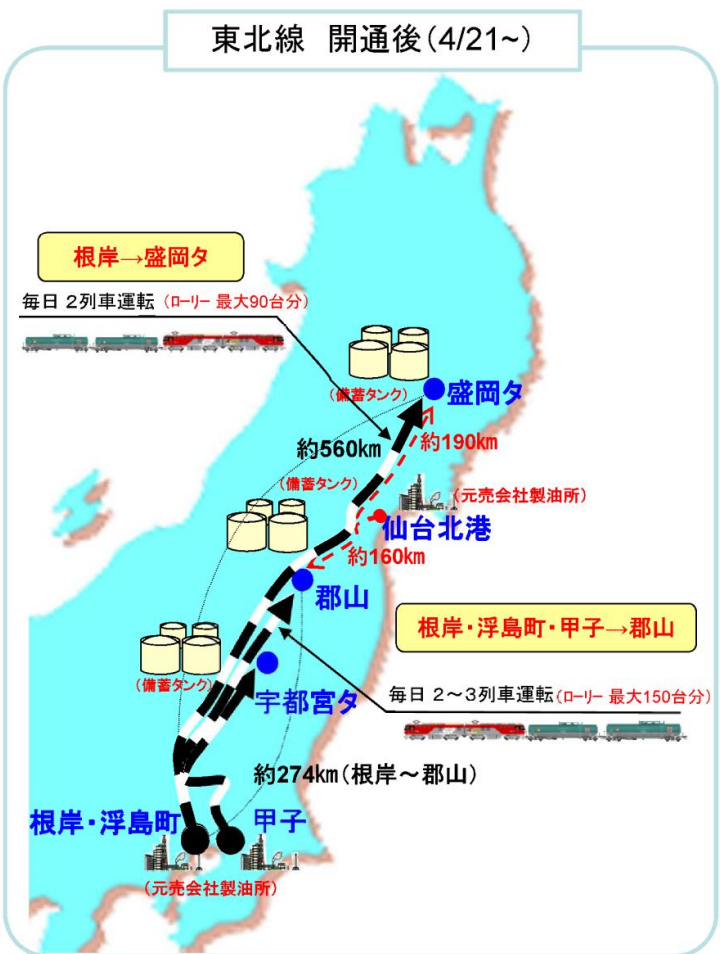 東北線 開通後(4/21~)
根岸→盛岡タ
毎日 2列車運転 (ローリー 最大90台分)
(備蓄タンク)
盛岡タ
約560km
約190km
(備蓄タンク)
(元売会社製油所)
仙台北港
約160km
郡山
根岸・浮島町・甲子→郡山
(備蓄タンク)
宇都宮タ
毎日 2~3列車運転(ローリー 最大150台分)
約274km(根岸~郡山)
根岸・浮島町
甲子
(元売会社製油所)